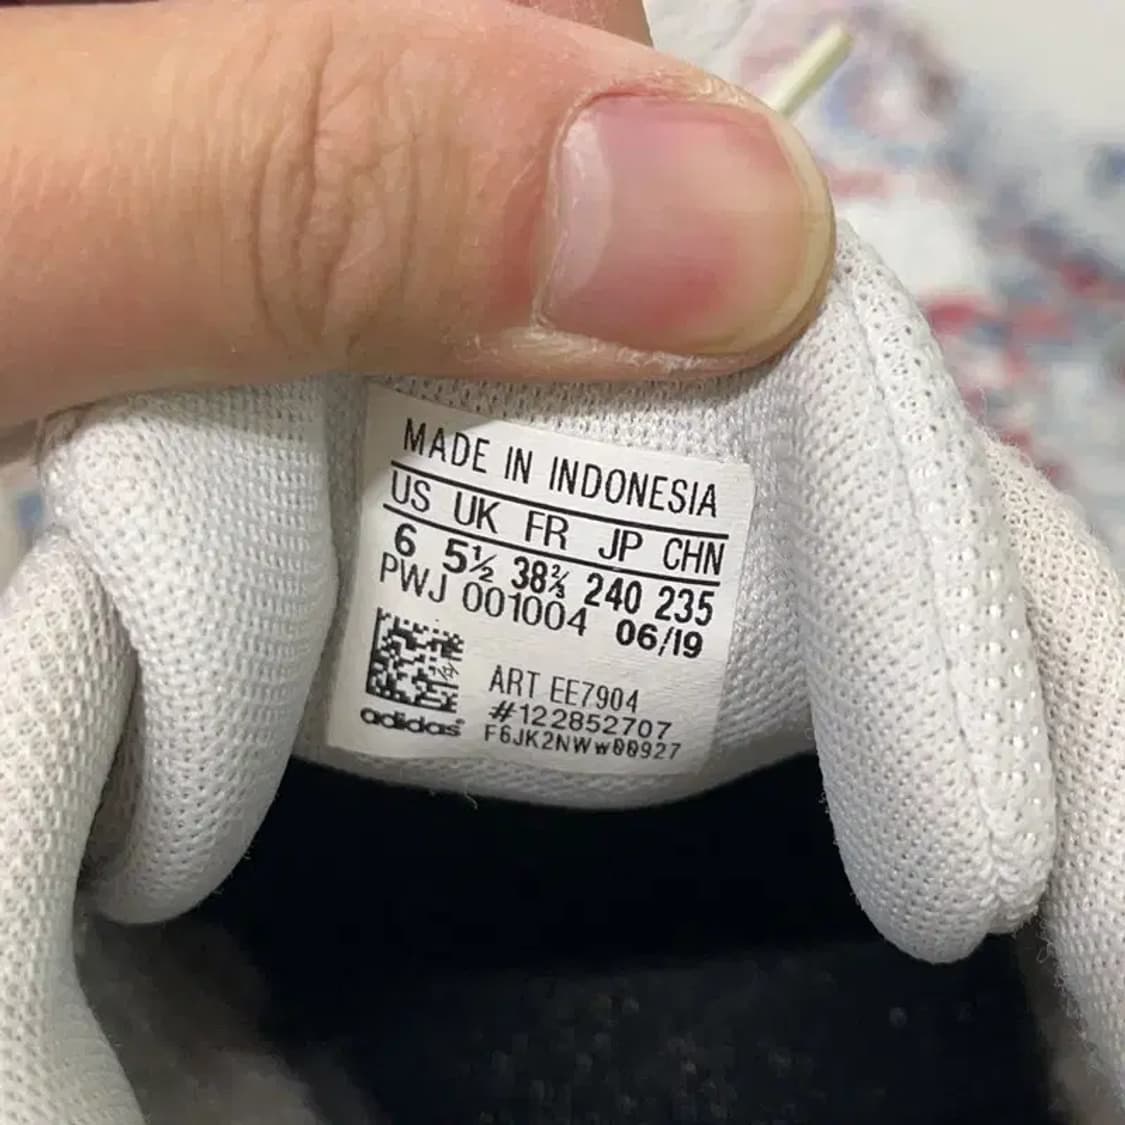 MADE IN INDONESIA
US UK FR JP CHN
6 5½ 38⅔ 240 235
PWJ 001004 06/19
ART EE7904
#122852707
adidas F6JK2NWw00927